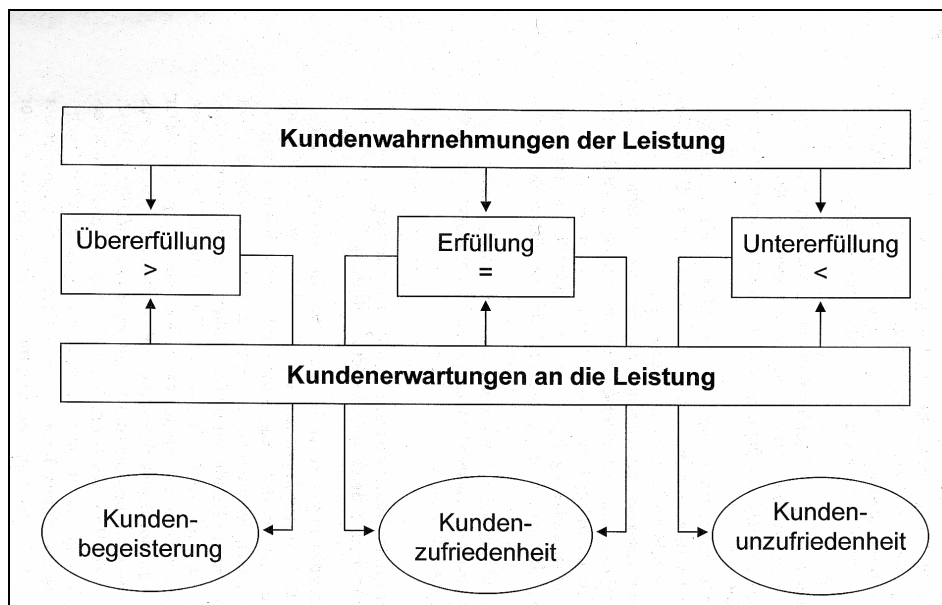 Kundenwahrnehmungen der Leistung
Übererfüllung
>
Erfüllung
=
Untererfüllung
<
Kundenerwartungen an die Leistung
Kunden-
begeisterung
Kunden-
zufriedenheit
Kunden-
unzufriedenheit